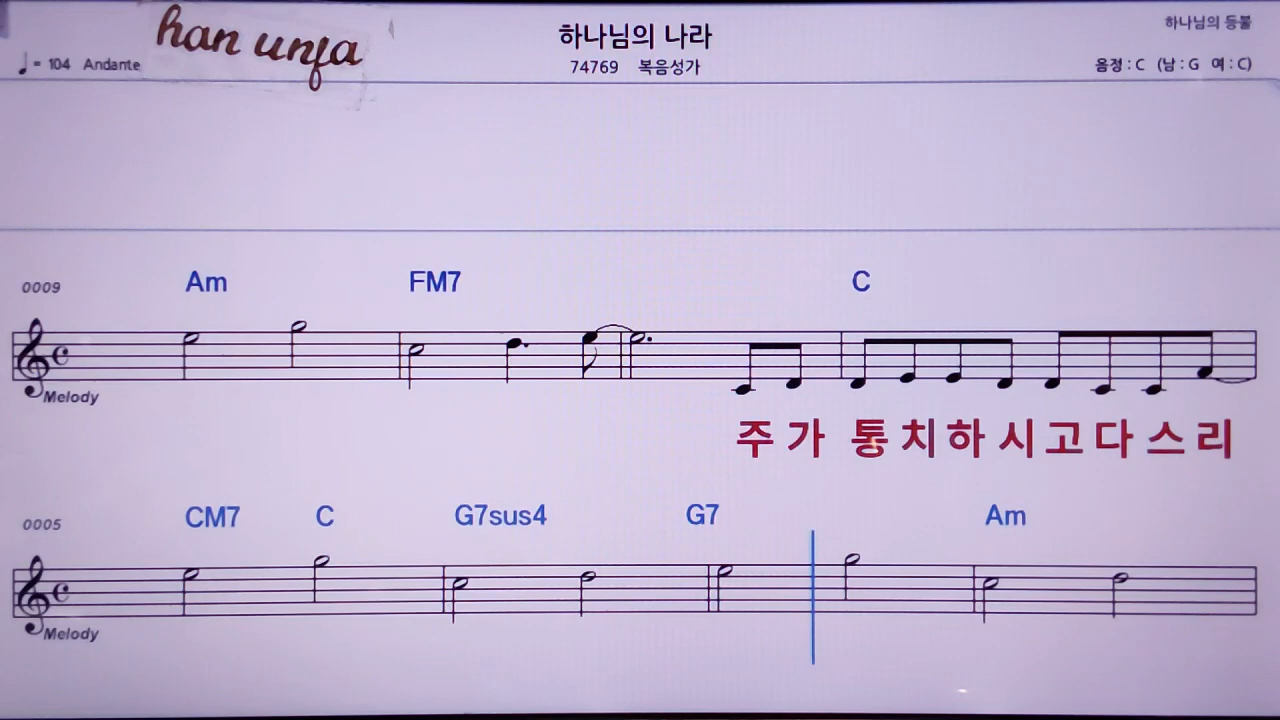 han unfa
하나님의 나라
하나님의 등불
♩= 104 Andante
74769 복음성가
음정 : C (남 : G 여 : C)
0009 Am FM7 C
Melody
주 가 통 치 하 시 고 다 스 리
0005 CM7 C G7sus4 G7 Am
Melody